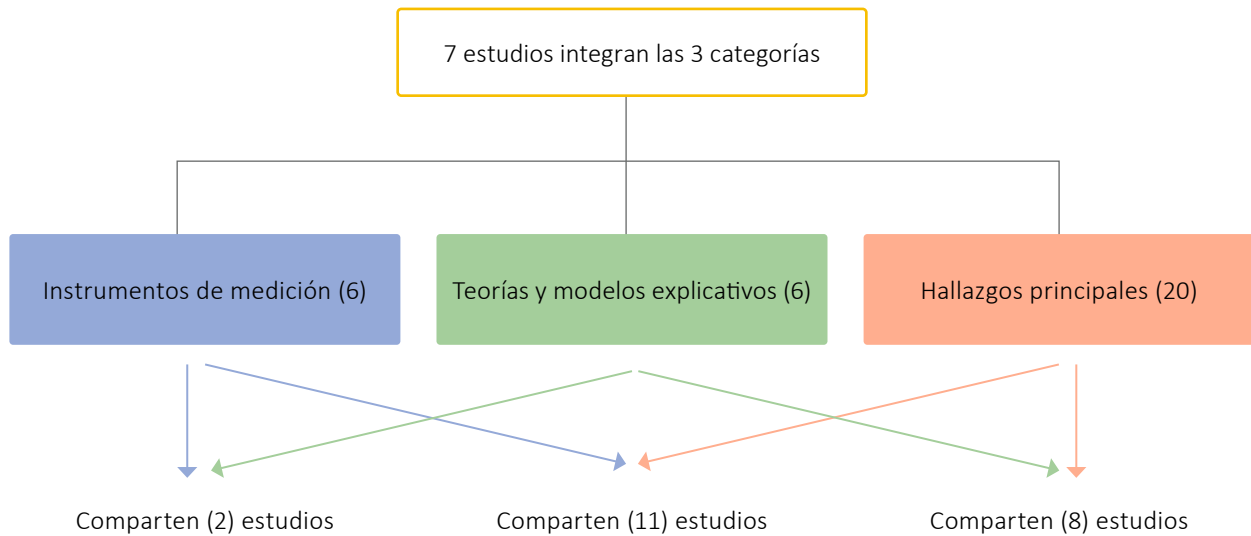 7 estudios integran las 3 categorías
Instrumentos de medición (6)
Teorías y modelos explicativos (6)
Hallazgos principales (20)
Comparten (2) estudios
Comparten (11) estudios
Comparten (8) estudios